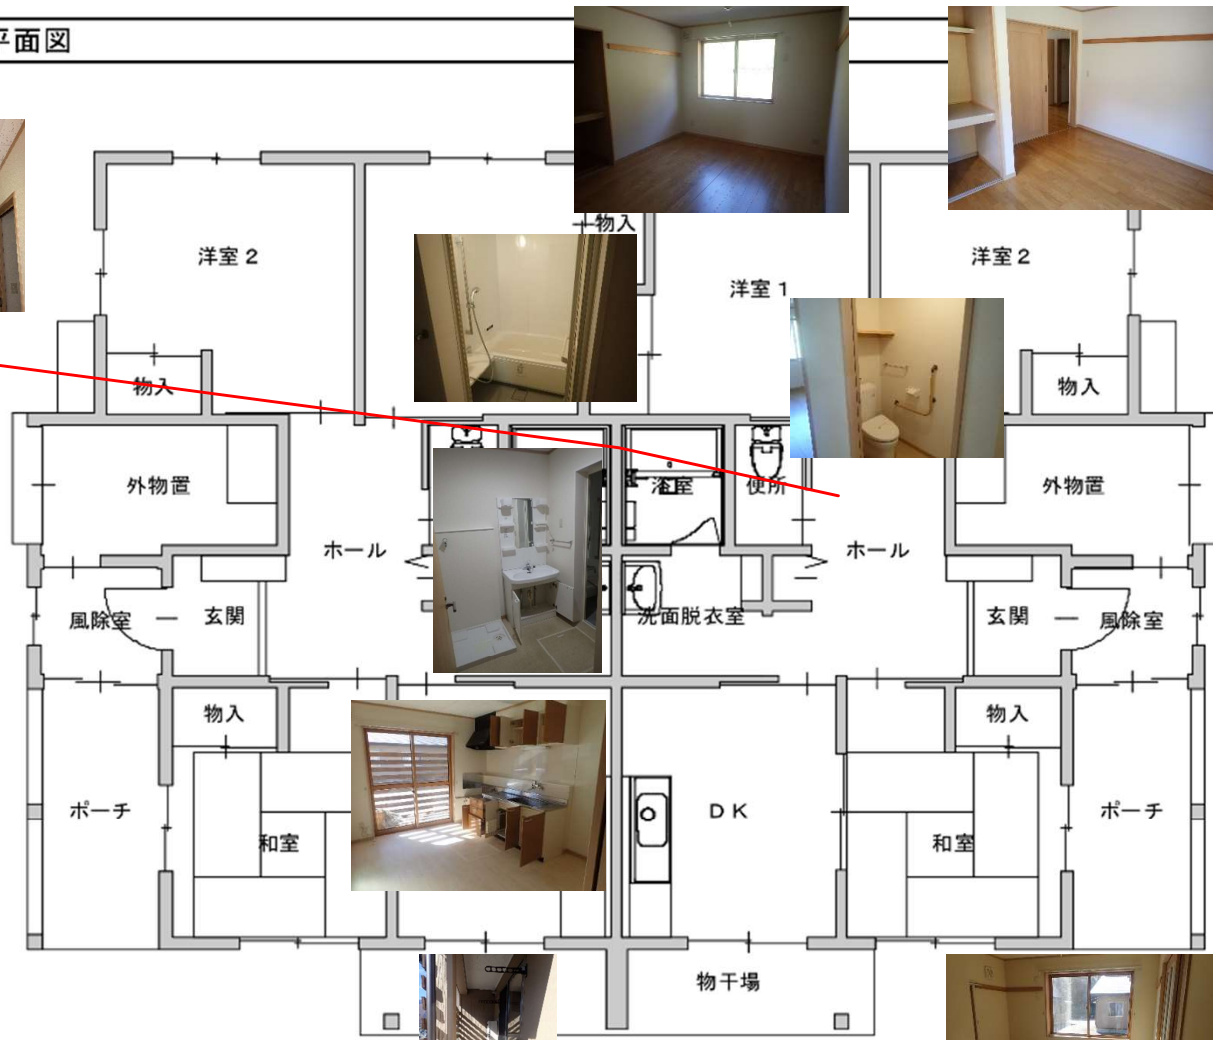 平面図
物入
洋室2
洋室1
洋室2
物入
物入
外物置
浴室
便所
外物置
ホール
ホール
風除室
玄関
洗面脱衣室
玄関
風除室
物入
物入
ポーチ
DK
ポーチ
和室
和室
物干場